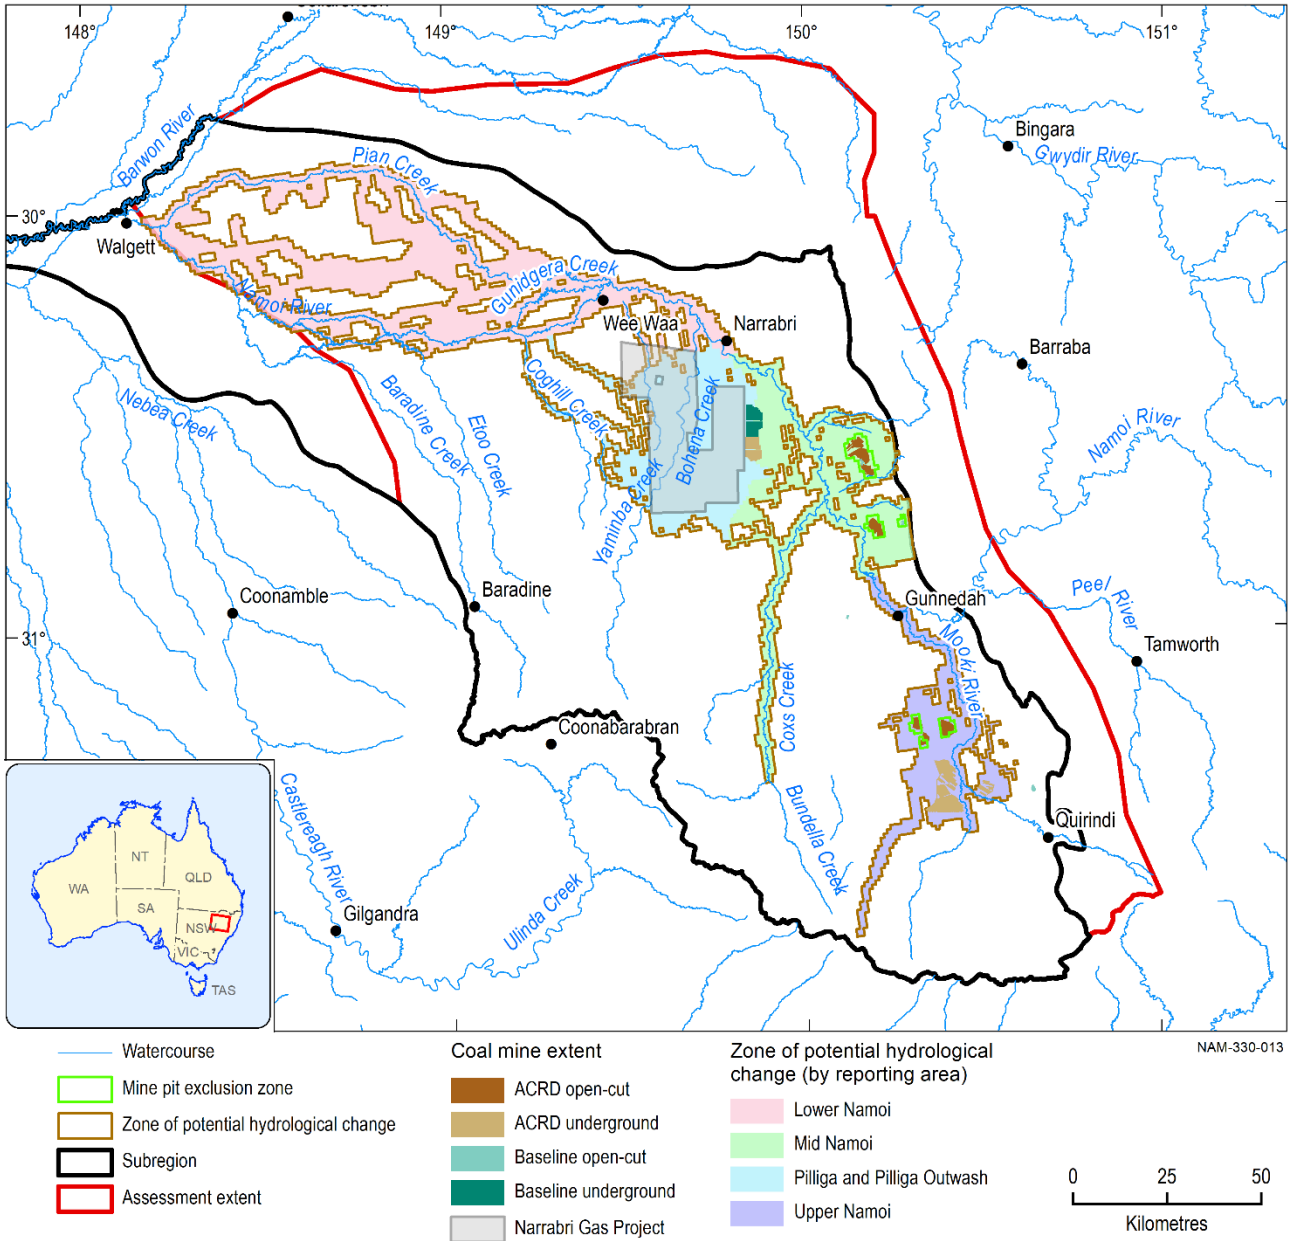 148°
149°
150°
151°
Barwon River
Pian Creek
Bingara
Gwydir River
30°
Walgett
Namoi River
Gunidgera Creek
Wee Waa
Narrabri
Barraba
Namoi River
Nebea Creek
Baradine Creek
Etoo Creek
Coghill Creek
Bohena Creek
Yaminba Creek
Coonamble
Baradine
Gunnedah
Peel River
31°
Mooki River
Tamworth
Coxs Creek
Coonabarabran
Castlereagh River
Bundella Creek
Quirindi
Gilgandra
Ulinda Creek
WA
NT
QLD
SA
NSW
VIC
TAS
NAM-330-013
Watercourse
Mine pit exclusion zone
Zone of potential hydrological change
Subregion
Assessment extent
Coal mine extent
ACRD open-cut
ACRD underground
Baseline open-cut
Baseline underground
Narrabri Gas Project
Zone of potential hydrological
change (by reporting area)
Lower Namoi
Mid Namoi
Pilliga and Pilliga Outwash
Upper Namoi
0 25 50
Kilometres